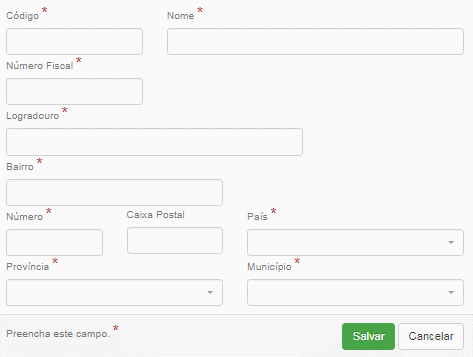 Código * Nome *
Número Fiscal *
Logradouro *
Bairro *
Número * Caixa Postal País *
Província * Município *
Preencha este campo. * Salvar Cancelar